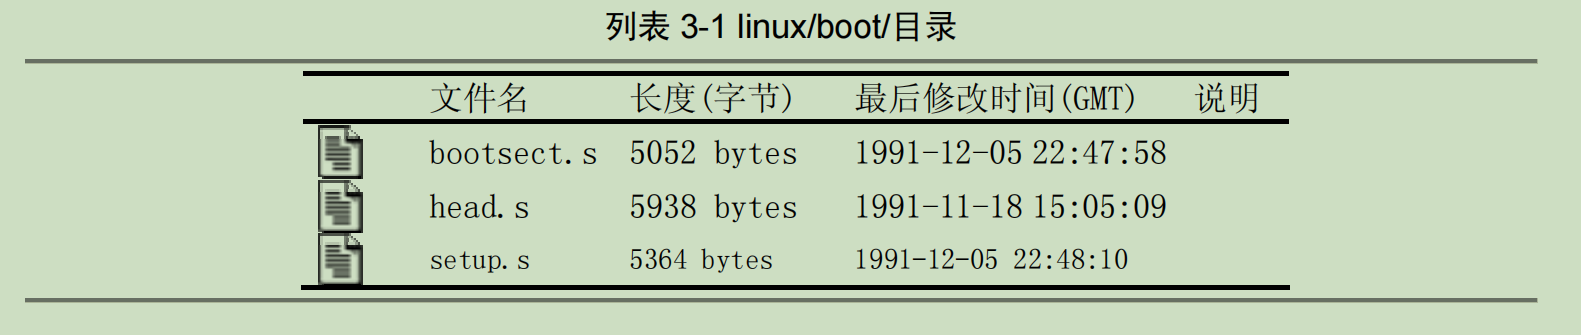 列表 3-1 linux/boot/目录
文件名 长度(字节) 最后修改时间(GMT) 说明
bootsect.s 5052 bytes 1991-12-05 22:47:58
head.s 5938 bytes 1991-11-18 15:05:09
setup.s 5364 bytes 1991-12-05 22:48:10